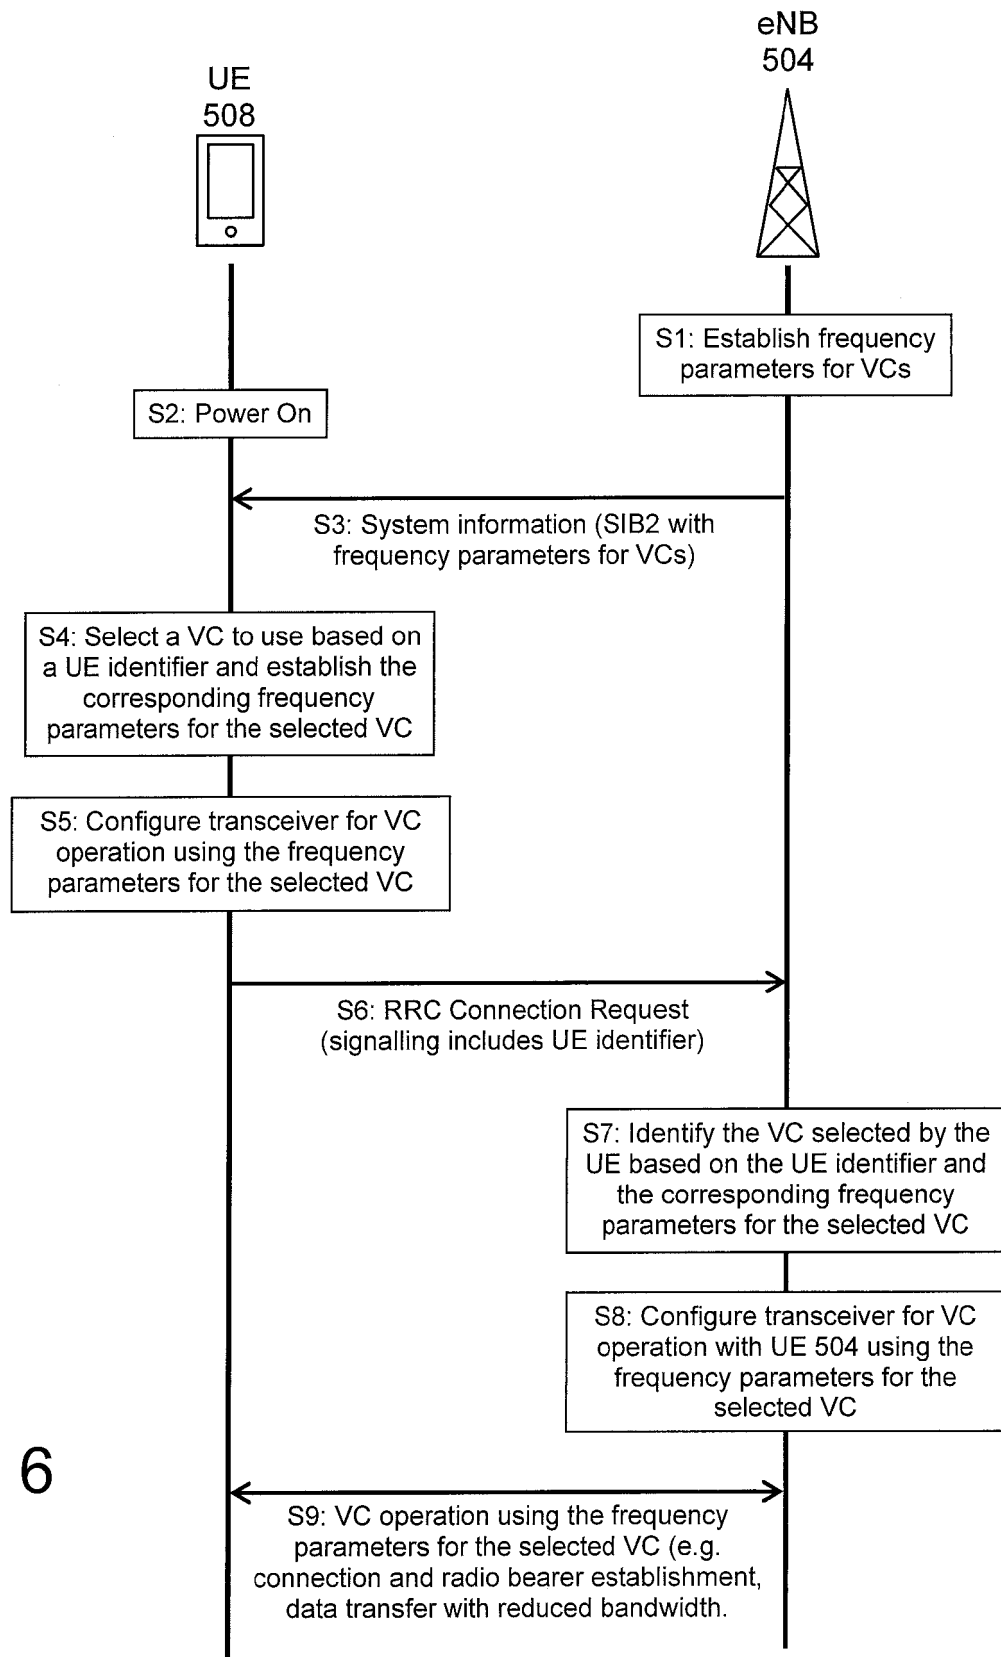 eNB
504
UE
508
S1: Establish frequency
parameters for VCs
S2: Power On
S3: System information (SIB2 with
frequency parameters for VCs)
S4: Select a VC to use based on
a UE identifier and establish the
corresponding frequency
parameters for the selected VC
S5: Configure transceiver for VC
operation using the frequency
parameters for the selected VC
S6: RRC Connection Request
(signalling includes UE identifier)
S7: Identify the VC selected by the
UE based on the UE identifier and
the corresponding frequency
parameters for the selected VC
S8: Configure transceiver for VC
operation with UE 504 using the
frequency parameters for the
selected VC
6
S9: VC operation using the frequency
parameters for the selected VC (e.g.
connection and radio bearer establishment,
data transfer with reduced bandwidth.